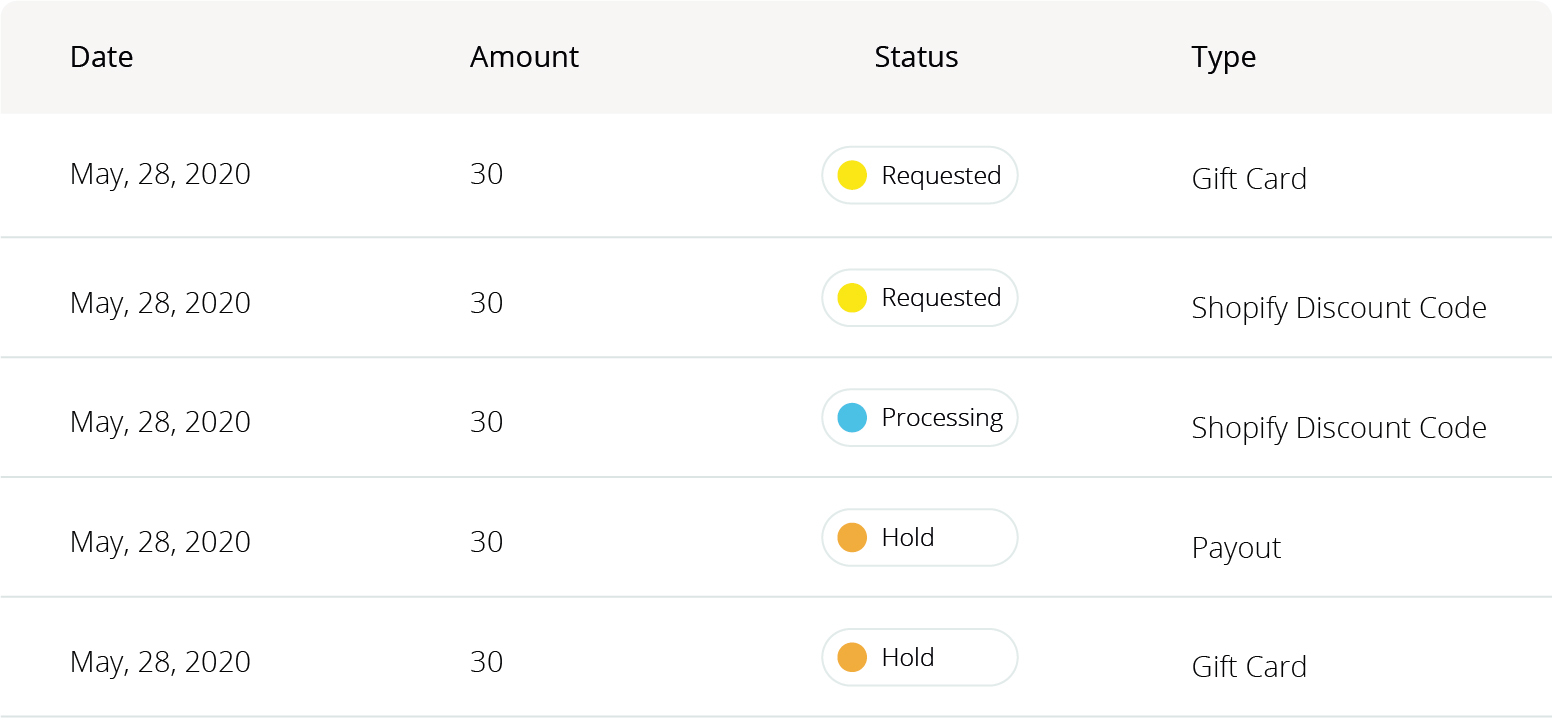 Date Amount Status Type
May, 28, 2020 30 Requested Gift Card
May, 28, 2020 30 Requested Shopify Discount Code
May, 28, 2020 30 Processing Shopify Discount Code
May, 28, 2020 30 Hold Payout
May, 28, 2020 30 Hold Gift Card